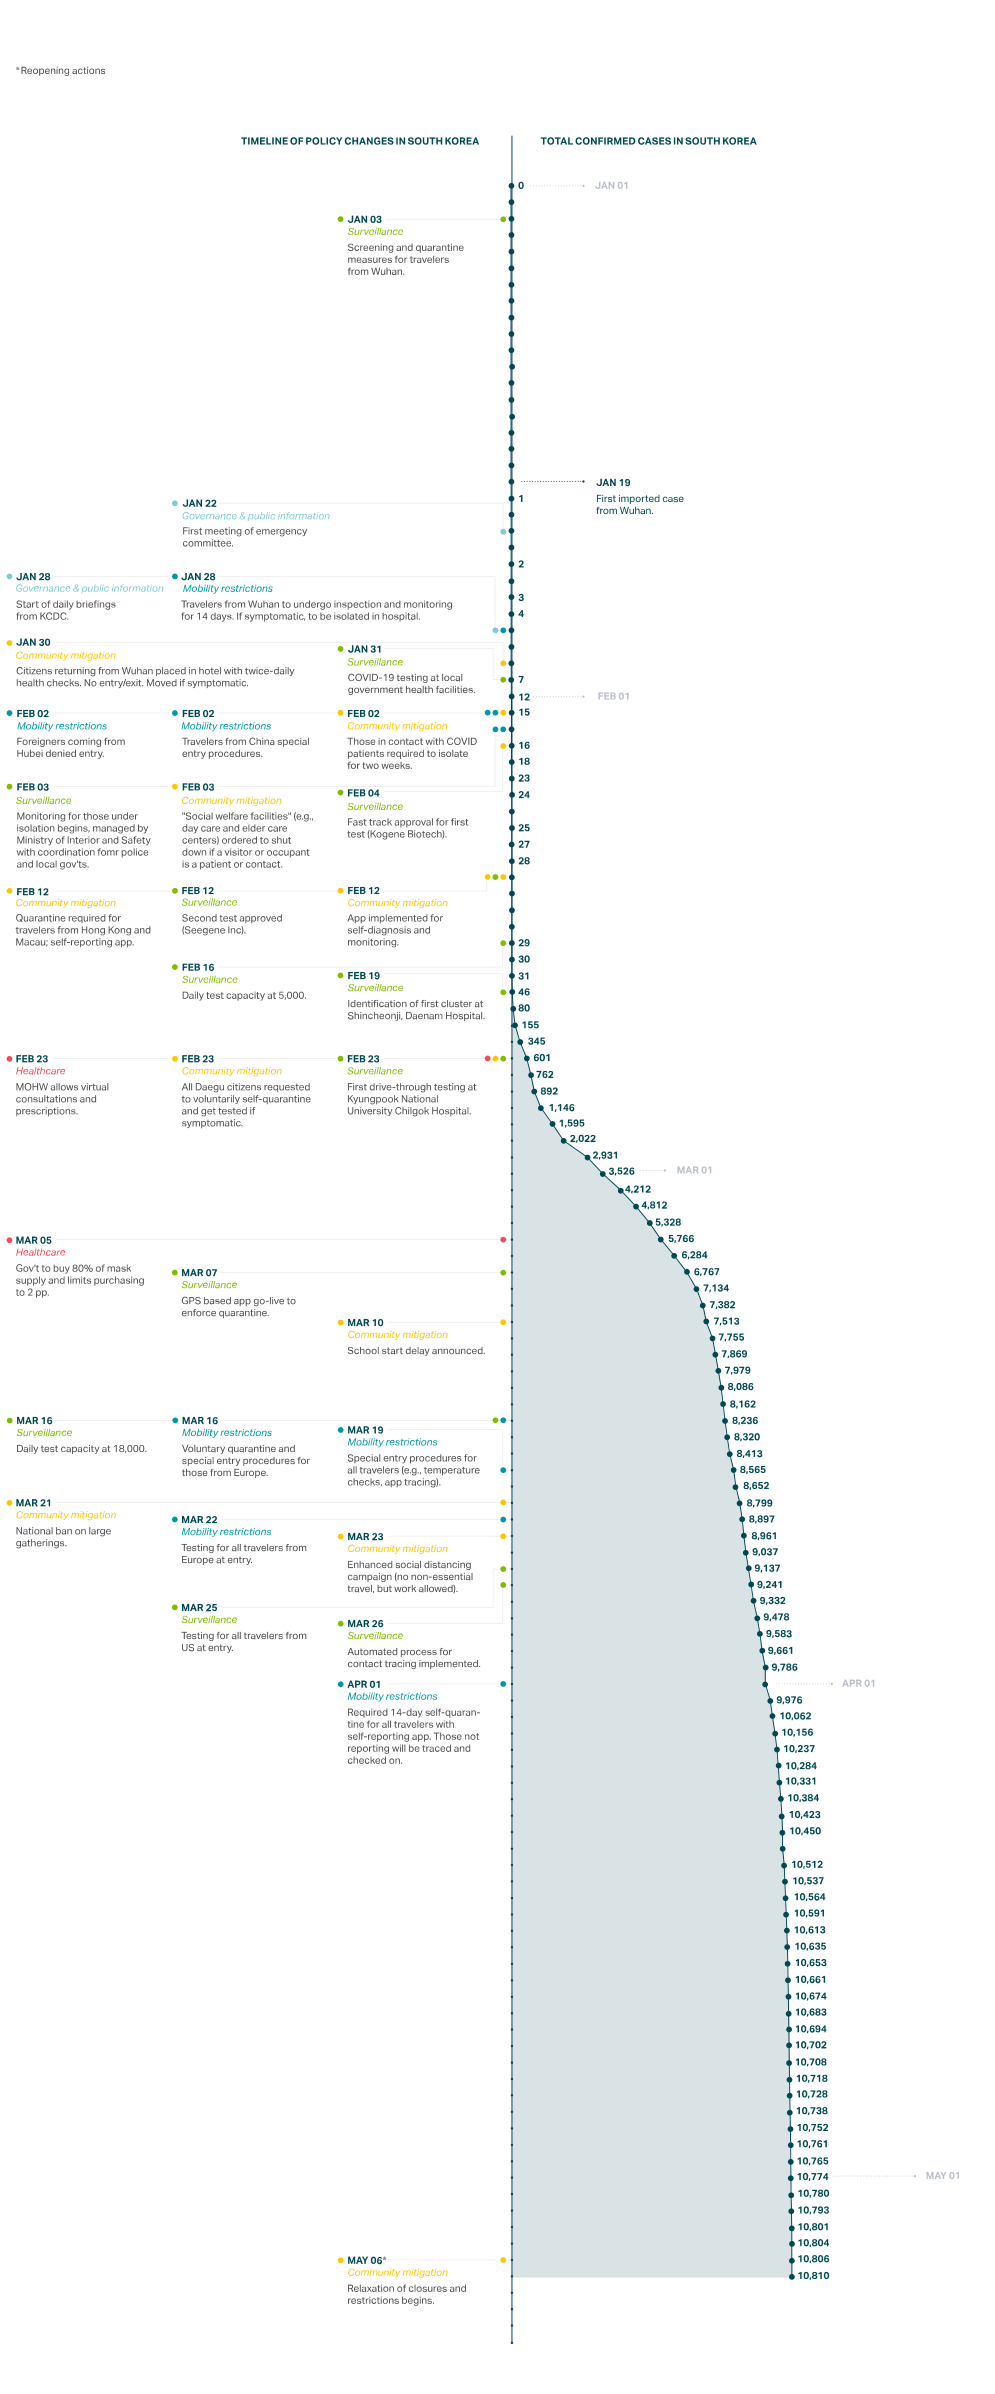 *Reopening actions
TIMELINE OF POLICY CHANGES IN SOUTH KOREA
TOTAL CONFIRMED CASES IN SOUTH KOREA
0
JAN 01
JAN 03
Surveillance
Screening and quarantine
measures for travelers
from Wuhan.
JAN 19
First imported case
from Wuhan.
1
JAN 22
Governance & public information
First meeting of emergency
committee.
2
JAN 28
Governance & public information
Start of daily briefings
from KCDC.
JAN 28
Mobility restrictions
Travelers from Wuhan to undergo inspection and monitoring
for 14 days. If symptomatic, to be isolated in hospital.
3
4
JAN 30
Community mitigation
Citizens returning from Wuhan placed in hotel with twice-daily
health checks. No entry/exit. Moved if symptomatic.
JAN 31
Surveillance
COVID-19 testing at local
government health facilities.
7
12
FEB 01
FEB 02
Mobility restrictions
Foreigners coming from
Hubei denied entry.
FEB 02
Mobility restrictions
Travelers from China special
entry procedures.
FEB 02
Community mitigation
Those in contact with COVID
patients required to isolate
for two weeks.
15
16
18
23
24
FEB 03
Surveillance
Monitoring for those under
isolation begins, managed by
Ministry of Interior and Safety
with coordination fomr police
and local gov'ts.
FEB 03
Community mitigation
"Social welfare facilities" (e.g.,
day care and elder care
centers) ordered to shut
down if a visitor or occupant
is a patient or contact.
FEB 04
Surveillance
Fast track approval for first
test (Kogene Biotech).
25
27
28
FEB 12
Community mitigation
Quarantine required for
travelers from Hong Kong and
Macau; self-reporting app.
FEB 12
Surveillance
Second test approved
(Seegene Inc).
FEB 12
Community mitigation
App implemented for
self-diagnosis and
monitoring.
29
30
31
46
80
155
345
FEB 16
Surveillance
Daily test capacity at 5,000.
FEB 19
Surveillance
Identification of first cluster at
Shincheonji, Daenam Hospital.
FEB 23
Healthcare
MOHW allows virtual
consultations and
prescriptions.
FEB 23
Community mitigation
All Daegu citizens requested
to voluntarily self-quarantine
and get tested if
symptomatic.
FEB 23
Surveillance
First drive-through testing at
Kyungpook National
University Chilgok Hospital.
601
762
892
1,146
1,595
2,022
2,931
3,526
MAR 01
4,212
4,812
5,328
MAR 05
Healthcare
Gov't to buy 80% of mask
supply and limits purchasing
to 2 pp.
5,766
6,284
MAR 07
Surveillance
GPS based app go-live to
enforce quarantine.
6,767
7,134
7,382
MAR 10
Community mitigation
School start delay announced.
7,513
7,755
7,869
7,979
8,086
8,162
MAR 16
Surveillance
Daily test capacity at 18,000.
MAR 16
Mobility restrictions
Voluntary quarantine and
special entry procedures for
those from Europe.
MAR 19
Mobility restrictions
Special entry procedures for
all travelers (e.g., temperature
checks, app tracing).
8,236
8,320
8,413
8,565
8,652
MAR 21
Community mitigation
National ban on large
gatherings.
8,799
MAR 22
Mobility restrictions
Testing for all travelers from
Europe at entry.
8,897
MAR 23
Community mitigation
Enhanced social distancing
campaign (no non-essential
travel, but work allowed).
8,961
9,037
9,137
9,241
9,332
MAR 25
Surveillance
Testing for all travelers from
US at entry.
MAR 26
Surveillance
Automated process for
contact tracing implemented.
9,478
9,583
9,661
9,786
APR 01
Mobility restrictions
Required 14-day self-quaran-
tine for all travelers with
self-reporting app. Those not
reporting will be traced and
checked on.
APR 01
9,976
10,062
10,156
10,237
10,284
10,331
10,384
10,423
10,450
10,512
10,537
10,564
10,591
10,613
10,635
10,653
10,661
10,674
10,683
10,694
10,702
10,708
10,718
10,728
10,738
10,752
10,761
10,765
10,774
MAY 01
10,780
10,793
10,801
10,804
MAY 06*
Community mitigation
Relaxation of closures and
restrictions begins.
10,806
10,810